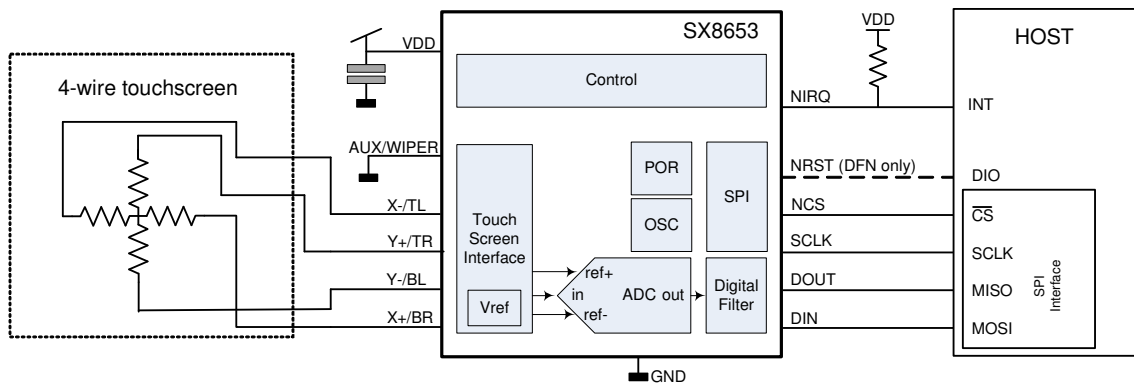 SX8653
VDD
HOST
VDD
Control
4-wire touchscreen
NIRQ
INT
AUX/WIPER
POR
SPI
NRST (DFN only)
DIO
OSC
NCS
CS
X-/TL
Touch
Screen
Interface
Y+/TR
SCLK
SCLK
ref+
in
ref-
ADC out
Digital
Filter
Y-/BL
DOUT
MISO
SPI
Interface
Vref
X+/BR
DIN
MOSI
GND